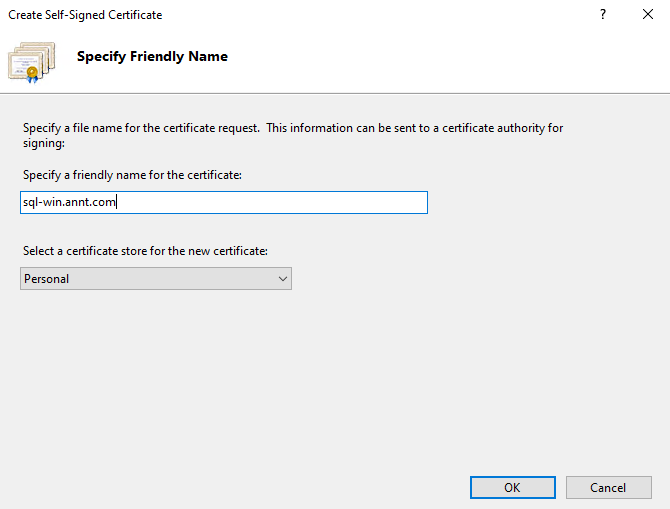 Create Self-Signed Certificate
Specify Friendly Name
Specify a file name for the certificate request.  This information can be sent to a certificate authority for
signing:
Specify a friendly name for the certificate:
sql-win.annt.com
Select a certificate store for the new certificate:
Personal
OK
Cancel